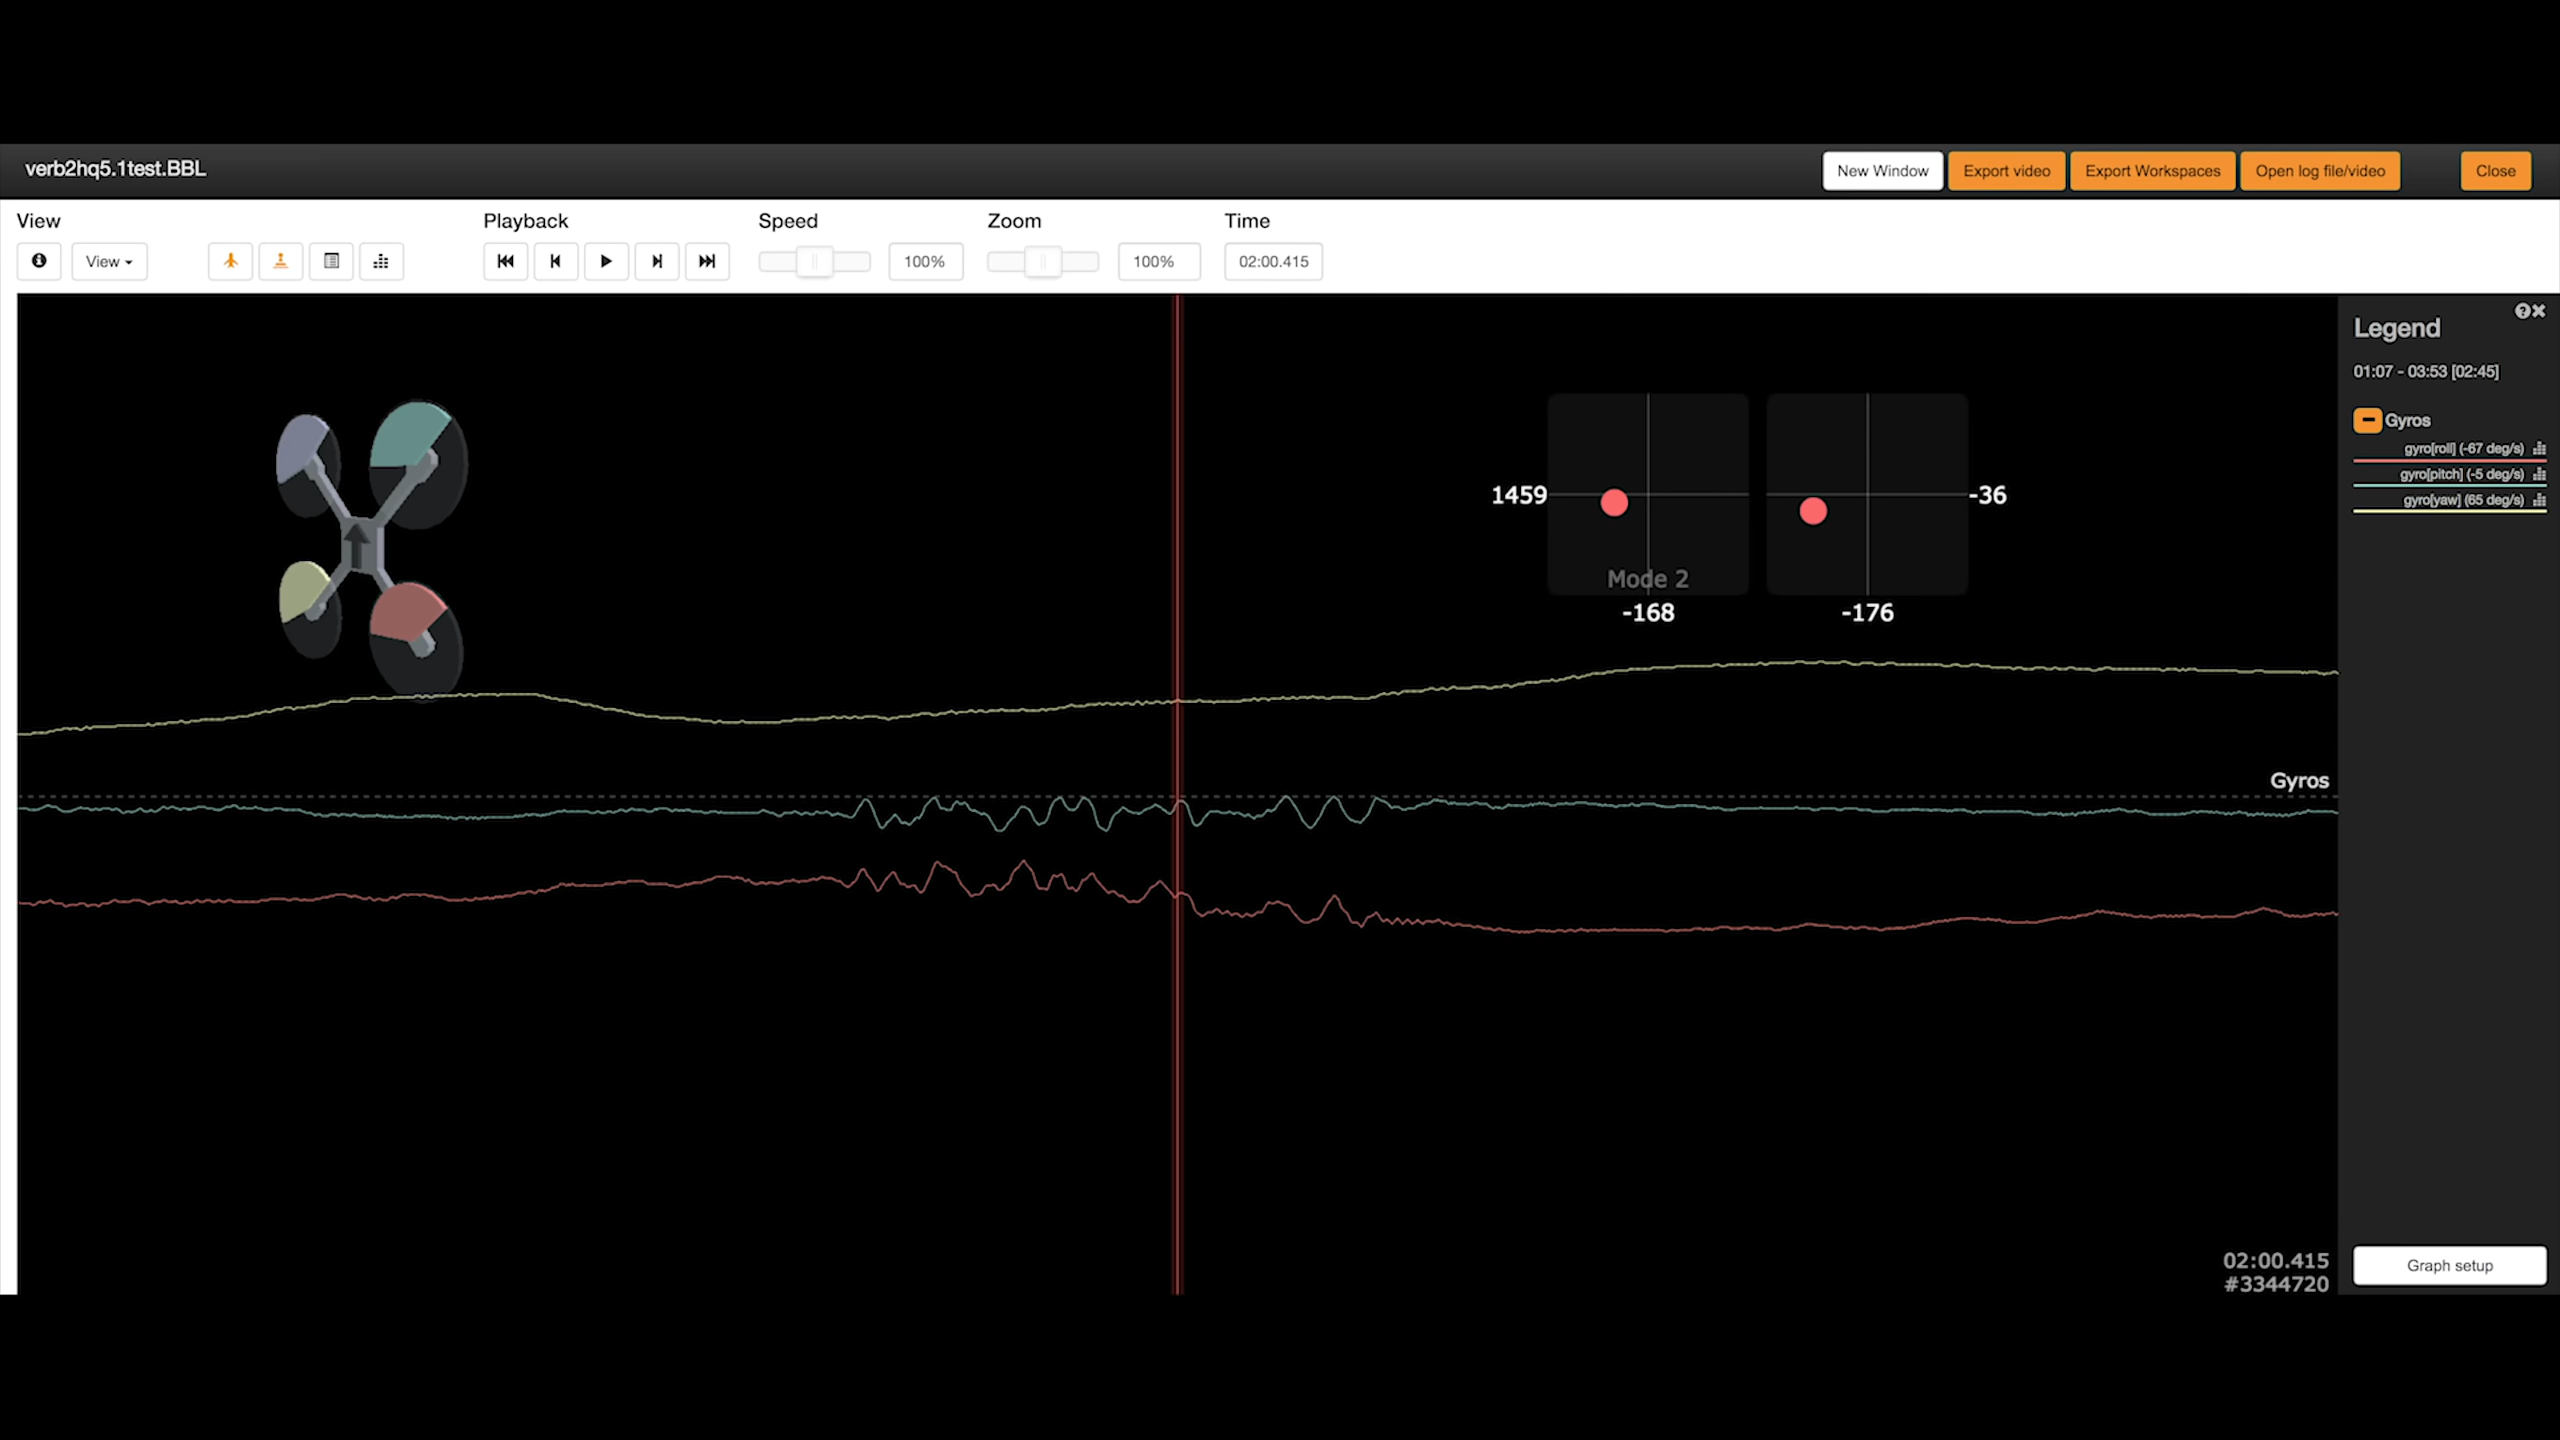 verb2hq5.1test.BBL
New Window
Export video
Export Workspaces
Open log file/video
Close
View
Playback
Speed
Zoom
Time
View
100%
100%
02:00.415
Legend
01:07 - 03:53 [02:45]
Gyros
gyro[roll] (-67 deg/s)
gyro[pitch] (-5 deg/s)
gyro[yaw] (65 deg/s)
1459
-36
Mode 2
-168
-176
Gyros
02:00.415
#3344720
Graph setup